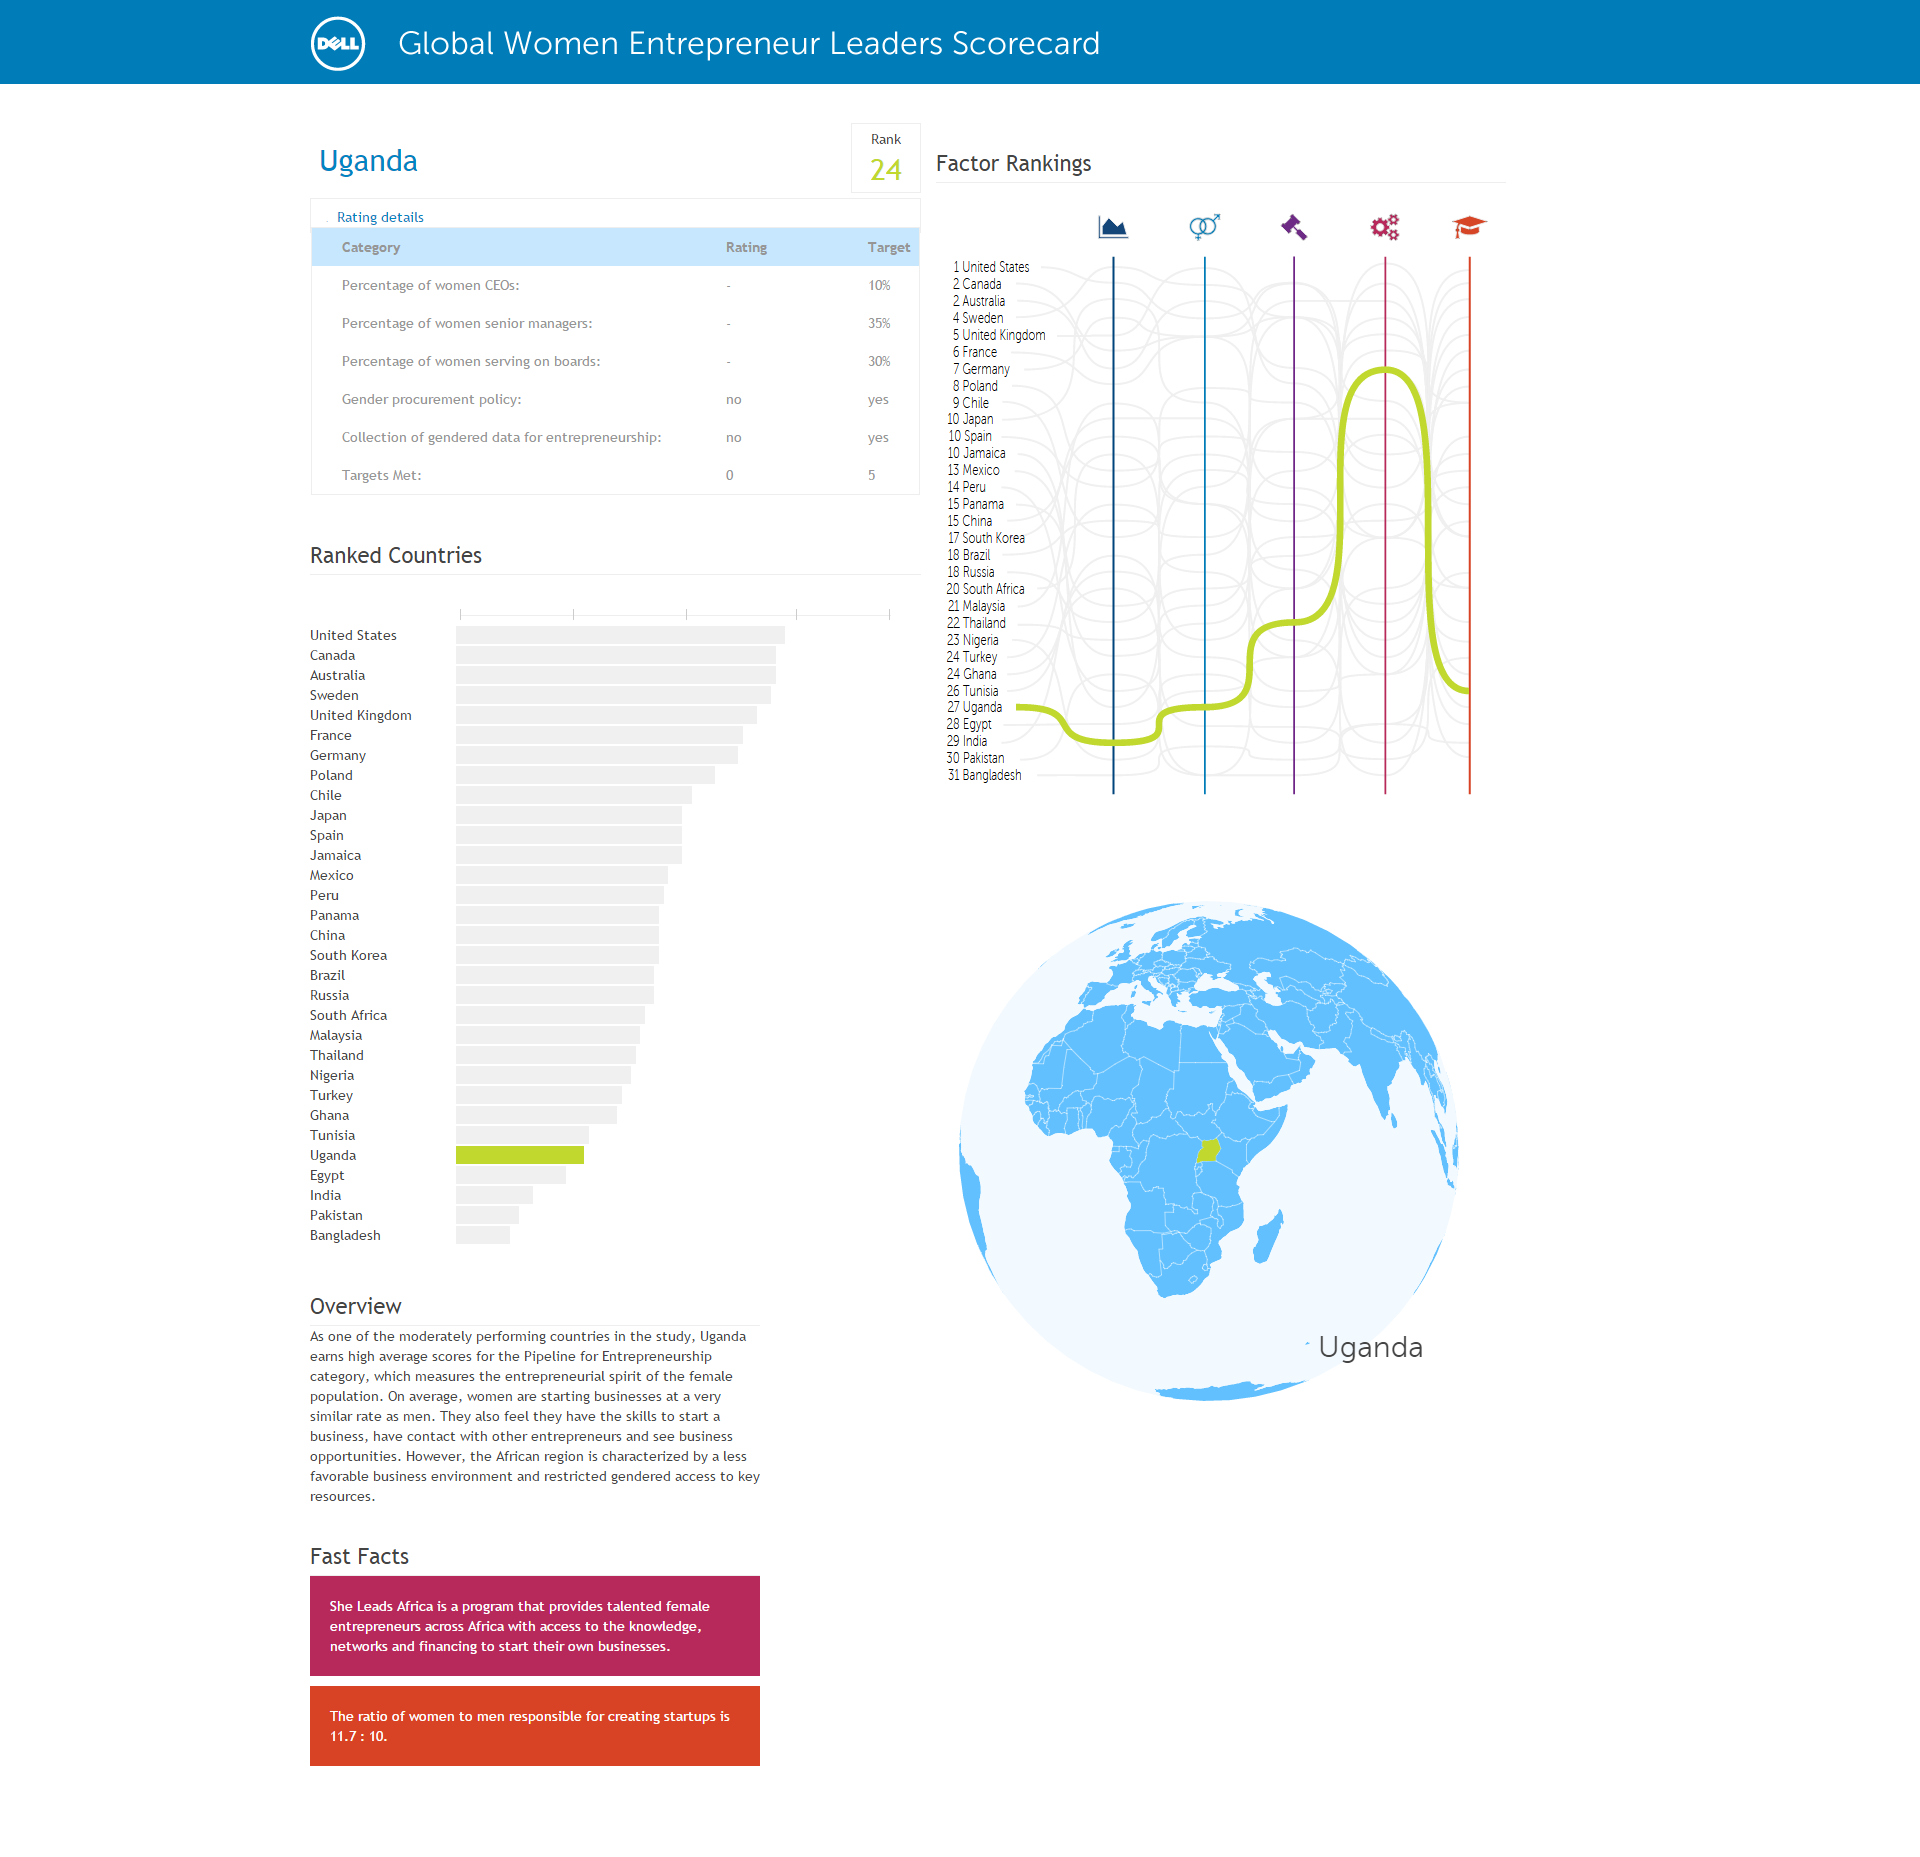 DELL
Global Women Entrepreneur Leaders Scorecard
Uganda
Rank
24
Rating details
Category Rating Target
Percentage of women CEOs: - 10%
Percentage of women senior managers: - 35%
Percentage of women serving on boards: - 30%
Gender procurement policy: no yes
Collection of gendered data for entrepreneurship: no yes
Targets Met: 0 5
Ranked Countries
United States
Canada
Australia
Sweden
United Kingdom
France
Germany
Poland
Chile
Japan
Spain
Jamaica
Mexico
Peru
Panama
China
South Korea
Brazil
Russia
South Africa
Malaysia
Thailand
Nigeria
Turkey
Ghana
Tunisia
Uganda
Egypt
India
Pakistan
Bangladesh
Overview
As one of the moderately performing countries in the study, Uganda
earns high average scores for the Pipeline for Entrepreneurship
category, which measures the entrepreneurial spirit of the female
population. On average, women are starting businesses at a very
similar rate as men. They also feel they have the skills to start a
business, have contact with other entrepreneurs and see business
opportunities. However, the African region is characterized by a less
favorable business environment and restricted gendered access to key
resources.
Fast Facts
She Leads Africa is a program that provides talented female
entrepreneurs across Africa with access to the knowledge,
networks and financing to start their own businesses.
The ratio of women to men responsible for creating startups is
11.7 : 10.
Factor Rankings
1 United States
2 Canada
2 Australia
4 Sweden
5 United Kingdom
6 France
7 Germany
8 Poland
9 Chile
10 Japan
10 Spain
10 Jamaica
13 Mexico
14 Peru
15 Panama
15 China
17 South Korea
18 Brazil
18 Russia
20 South Africa
21 Malaysia
22 Thailand
23 Nigeria
24 Turkey
24 Ghana
26 Tunisia
27 Uganda
28 Egypt
29 India
30 Pakistan
31 Bangladesh
Uganda